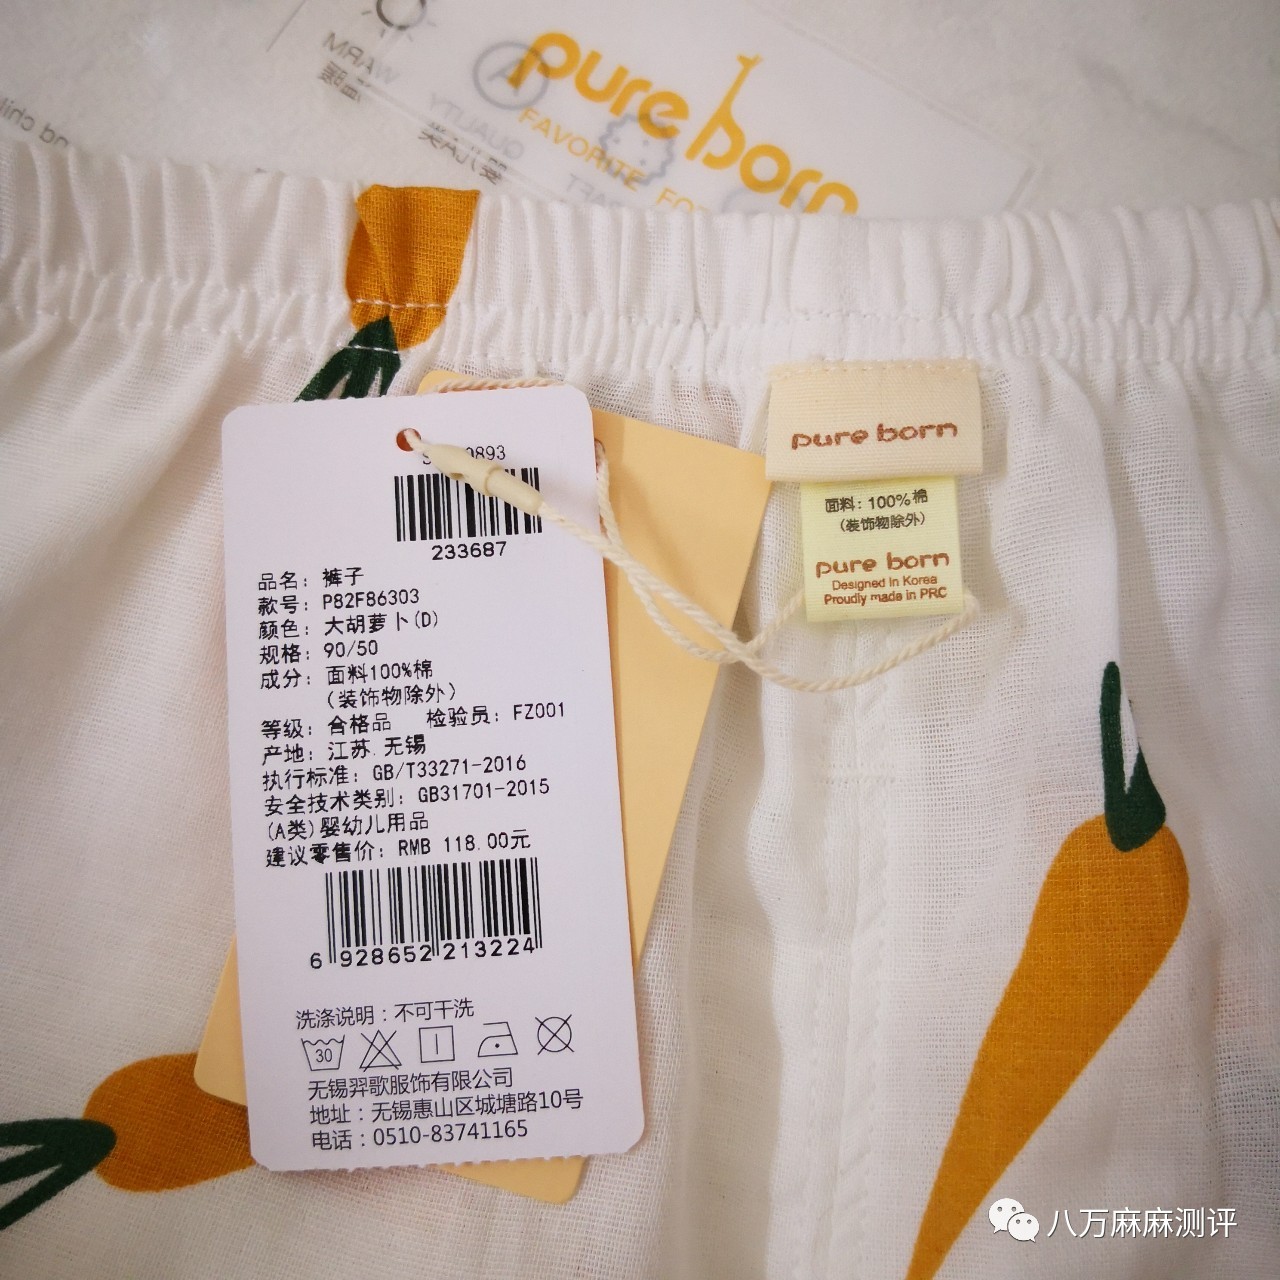 pure born
FAVORITE FOR
WARM
QUALITY
pure born
面料: 100%棉
(装饰物除外)
pure born
Designed in Korea
Proudly made in PRC
0893
233687
品名: 裤子
款号: P82F86303
颜色: 大胡萝卜(D)
规格: 90/50
成分: 面料100%棉
(装饰物除外)
等级: 合格品 检验员: FZ001
产地: 江苏.无锡
执行标准: GB/T33271-2016
安全技术类别: GB31701-2015
(A类)婴幼儿用品
建议零售价: RMB 118.00元
6 928652 213224
洗涤说明：不可干洗
30
无锡羿歌服饰有限公司
地址：无锡惠山区城塘路10号
电话：0510-83741165
八万麻麻测评